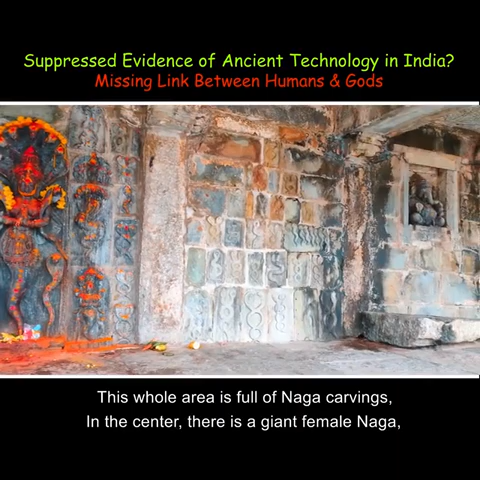 Suppressed Evidence of Ancient Technology in India?
Missing Link Between Humans & Gods
This whole area is full of Naga carvings,
In the center, there is a giant female Naga,